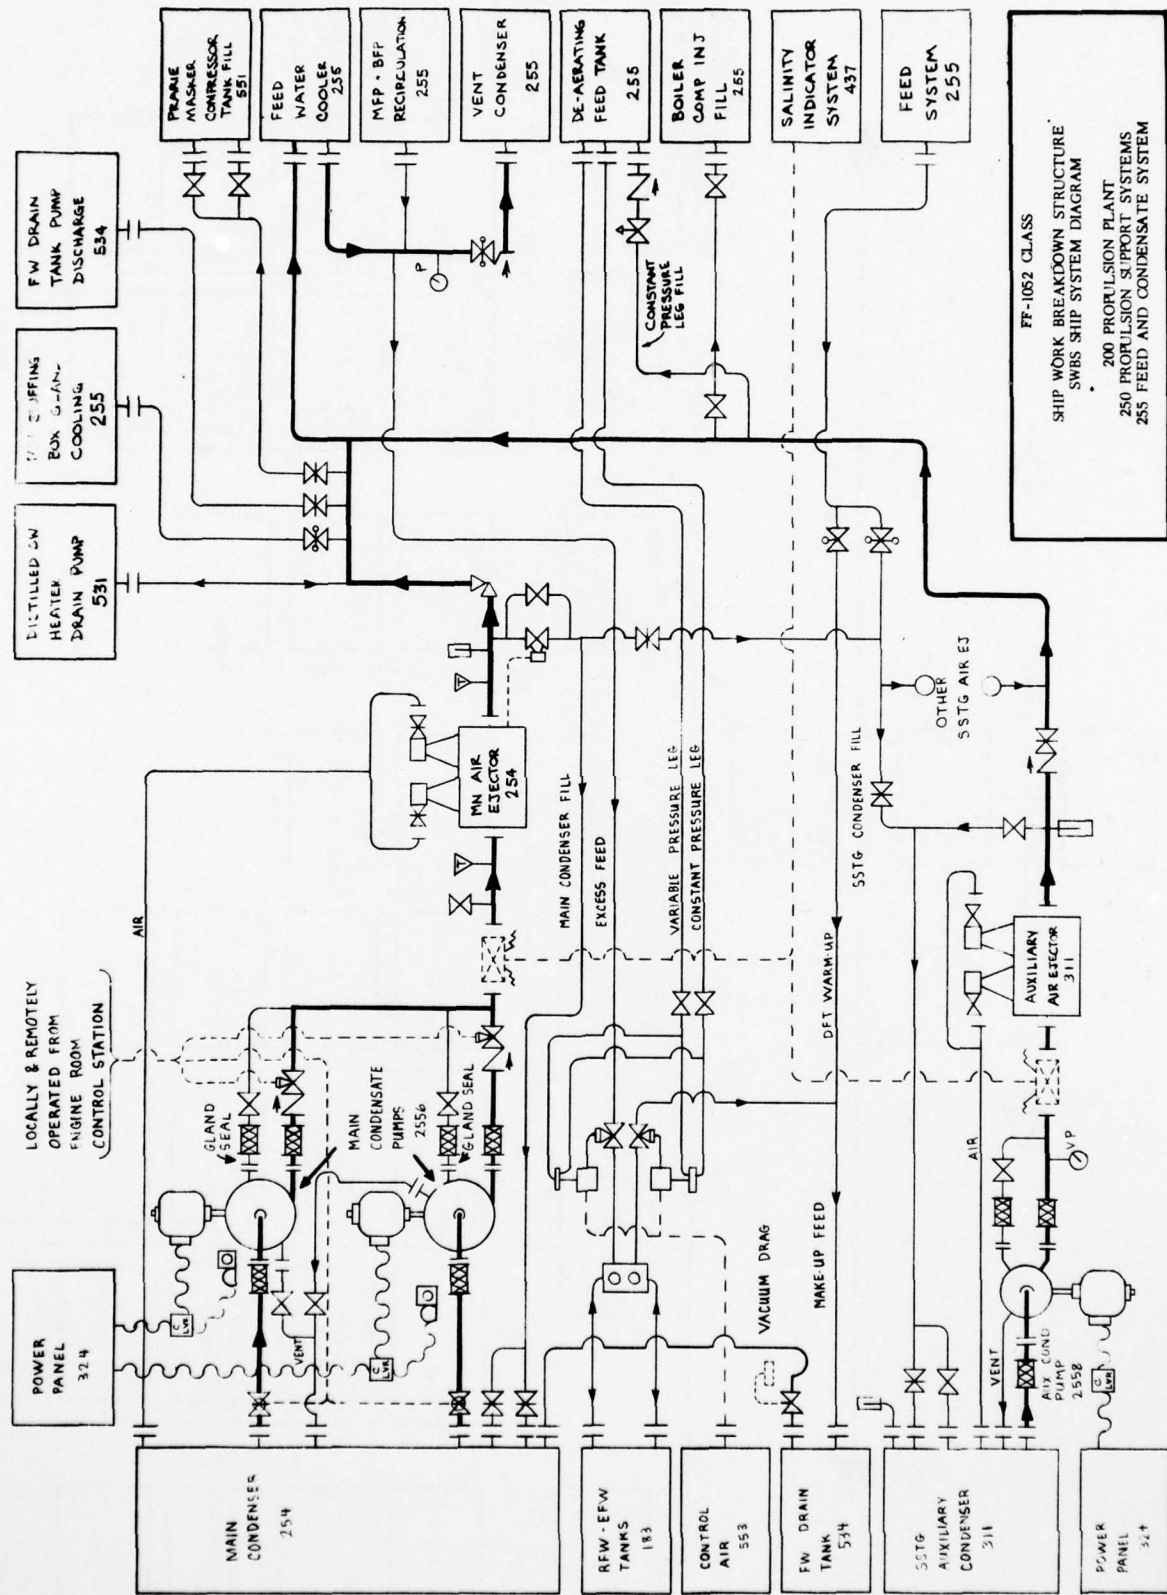 PRARIE
MASKER
COMPRESSOR
TANK FILL
551
FEED
WATER
COOLER
255
MFP - BFP
RECIRCULATION
255
VENT
CONDENSER
255
DE-AERATING
FEED TANK
255
BOILER
COMP INJ
FILL
255
SALINITY
INDICATOR
SYSTEM
437
FEED
SYSTEM
255
FW DRAIN
TANK PUMP
DISCHARGE
534
BOX
COOLING
255
DISTILLED
HEATER
DRAIN PUMP
531
P
CONSTANT
PRESSURE
LEG FILL
FF-1052 CLASS
SHIP WORK BREAKDOWN STRUCTURE
SWBS SHIP SYSTEM DIAGRAM
200 PROPULSION PLANT
250 PROPULSION SUPPORT SYSTEMS
255 FEED AND CONDENSATE SYSTEM
AIR
T
T
MN AIR
EJECTOR
254
MAIN CONDENSER FILL
EXCESS FEED
VARIABLE PRESSURE LEG
CONSTANT PRESSURE LEG
DFT WARM-UP
SSTG CONDENSER FILL
OTHER
SSTG AIR EJ
LOCALLY & REMOTELY
OPERATED FROM
ENGINE ROOM
CONTROL STATION
GLAND
SEAL
MAIN
CONDENSATE
PUMPS
2556
GLAND SEAL
AUXILIARY
AIR EJECTOR
311
AIR
VP
POWER
PANEL
324
C
LVR
C
LVR
VENT
VACUUM DRAG
MAKE-UP FEED
VENT
AUX COND
PUMP
2558
C
LVR
MAIN
CONDENSER
254
RFW-EFW
TANKS
183
CONTROL
AIR
553
FW DRAIN
TANK
534
SSTG
AUXILIARY
CONDENSER
311
POWER
PANEL
324